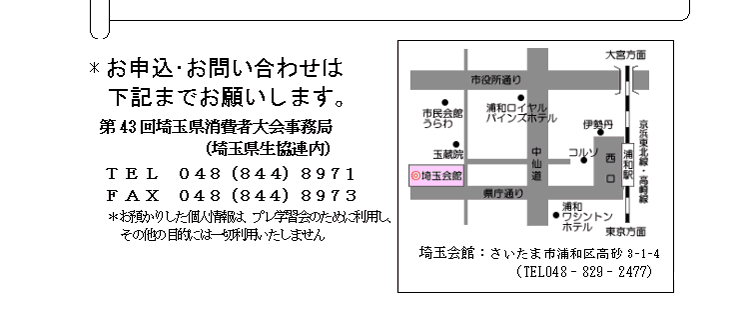 ＊お申込・お問い合わせは
下記までお願いします。
第43回埼玉県消費者大会事務局
(埼玉県生協連内)
ＴＥＬ　０４８（８４４）８９７１
ＦＡＸ　０４８（８４４）８９７３
＊お預かりした個人情報は、プレ学習会のために利用し、
その他の目的には一切利用いたしません
大宮方面
市役所通り
市民会館
うらわ
浦和ロイヤル
パインズホテル
伊勢丹
玉蔵院
中仙道
コルソ
西口
浦和駅
京浜東北線・高崎線
◎埼玉会館
県庁通り
浦和
ワシントン
ホテル
東京方面
埼玉会館：さいたま市浦和区高砂3-1-4
(TEL048－829－2477)